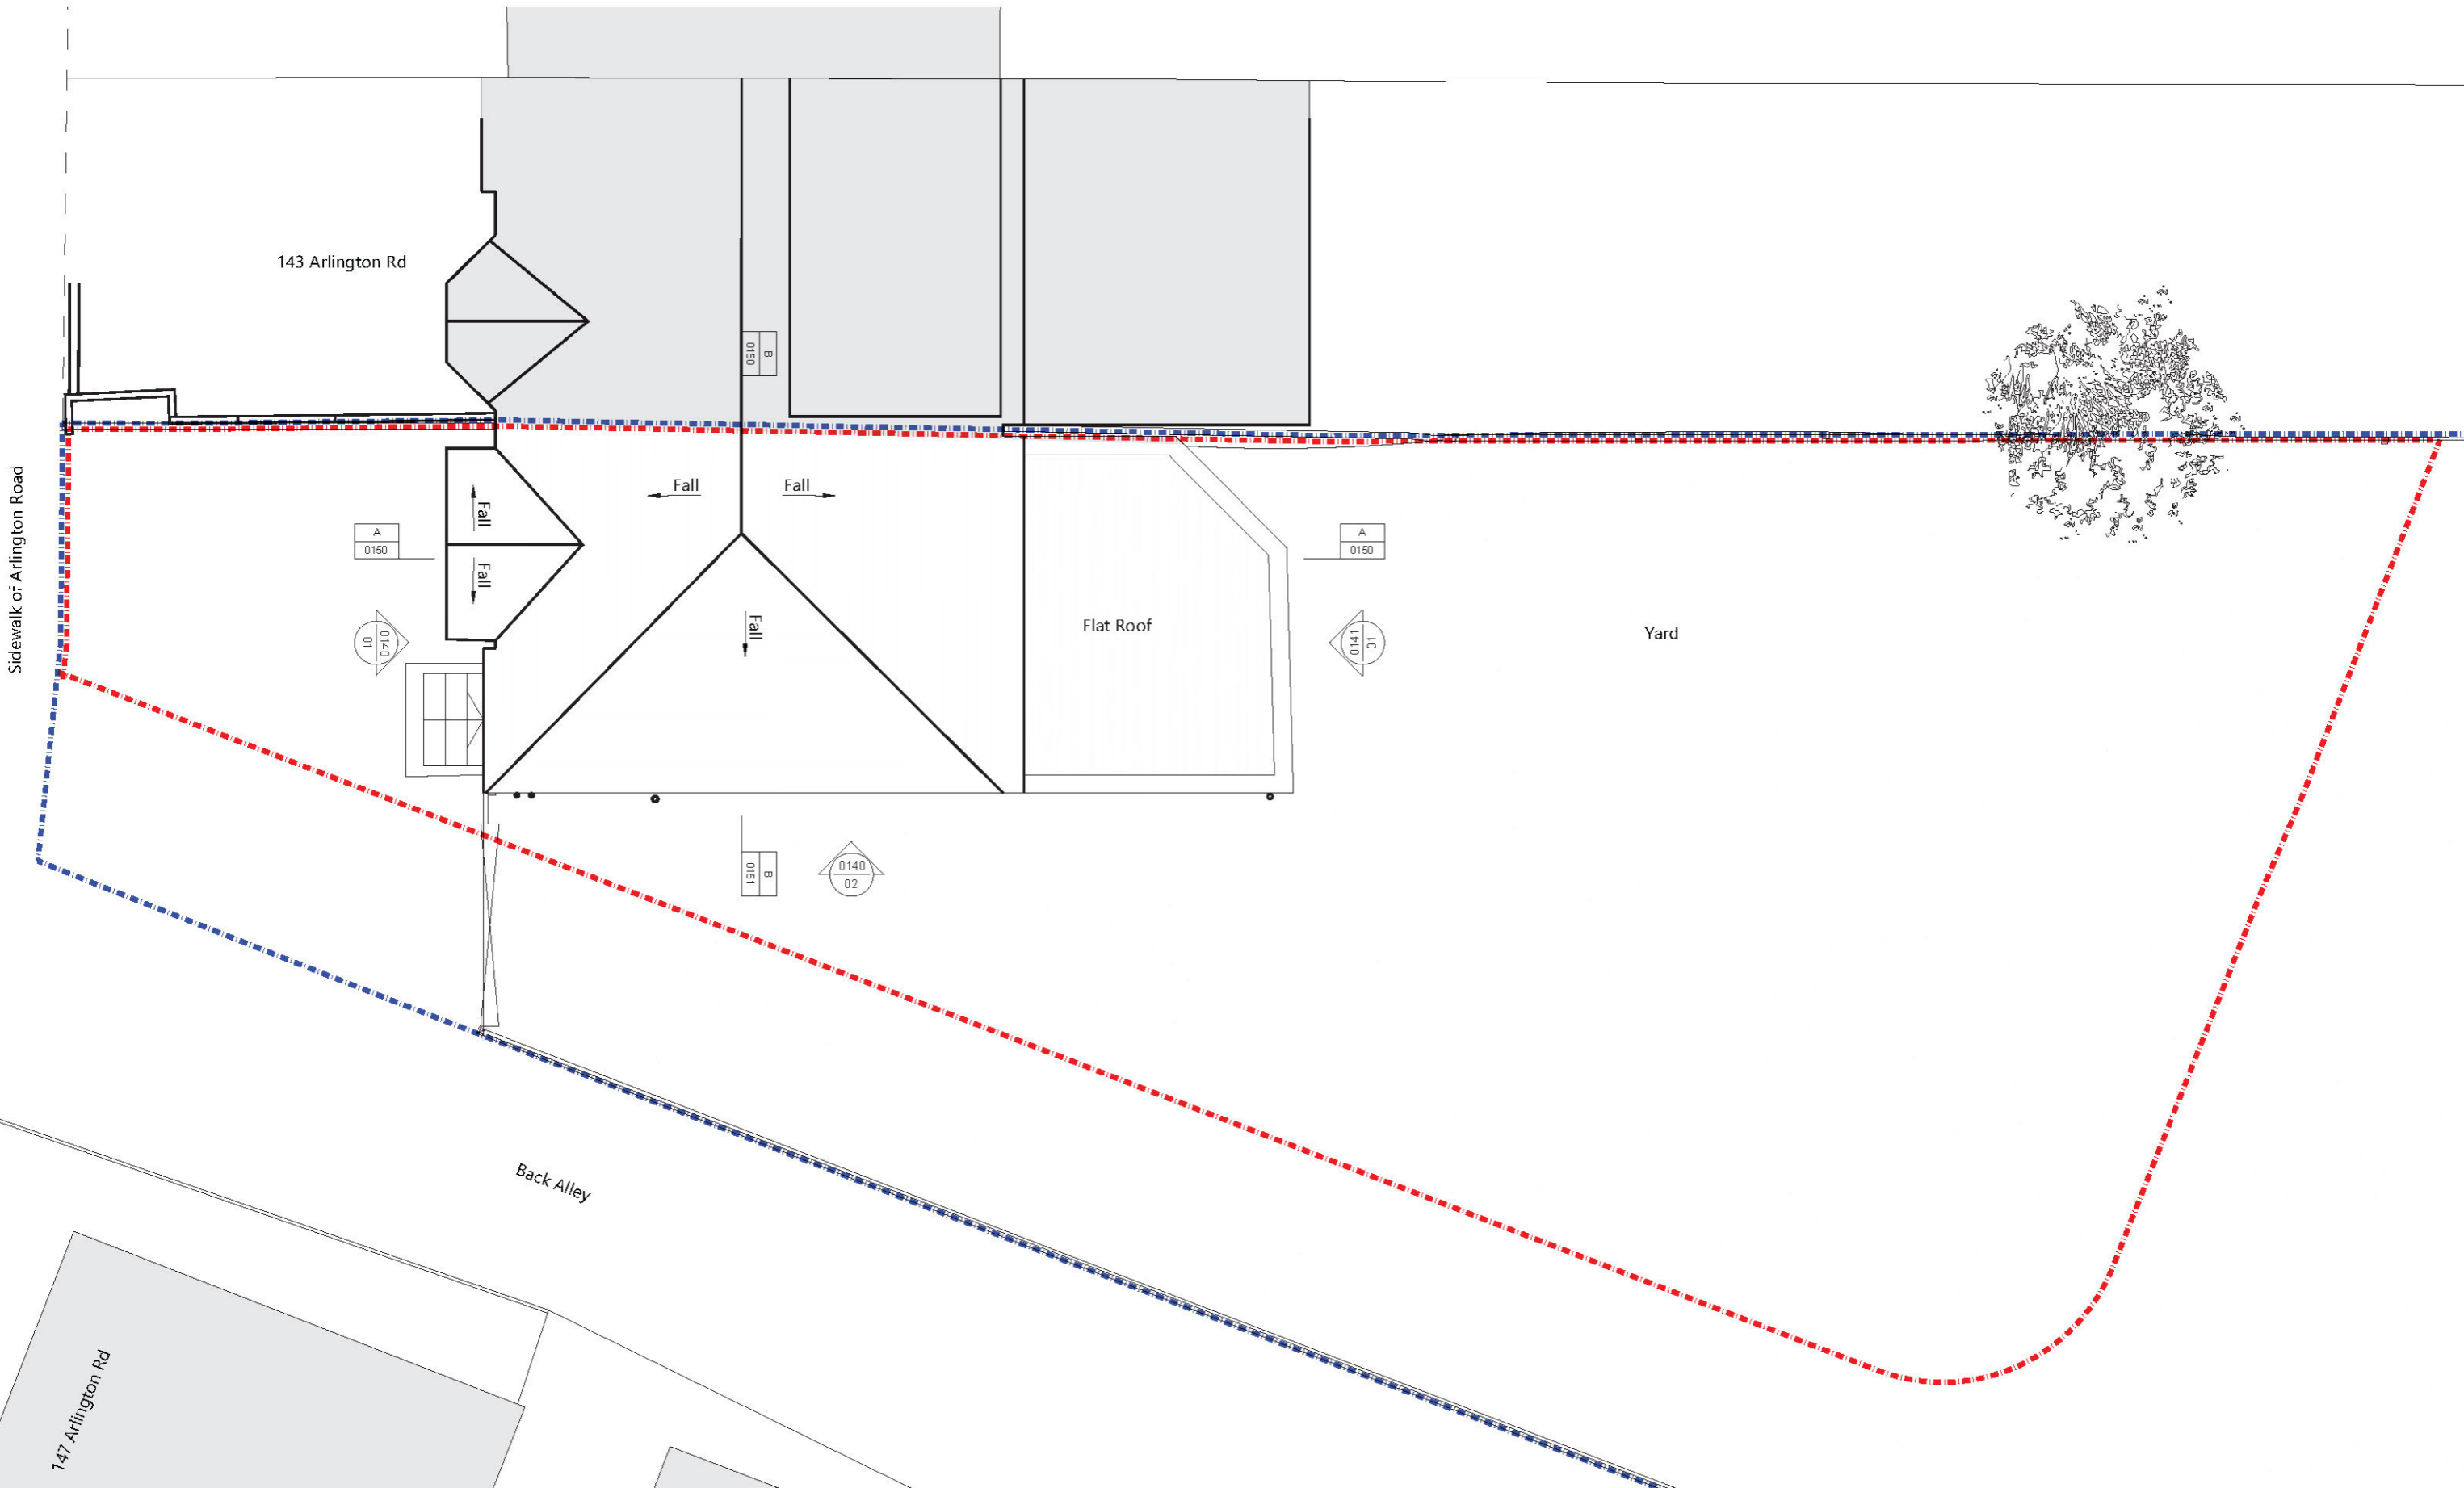 143 Arlington Rd
B
0150
Sidewalk of Arlington Road
Fall
Fall
Fall
Fall
Fall
A
0150
A
0150
0140
01
Flat Roof
01
0141
Yard
B
0151
0140
02
Back Alley
147 Arlington Rd